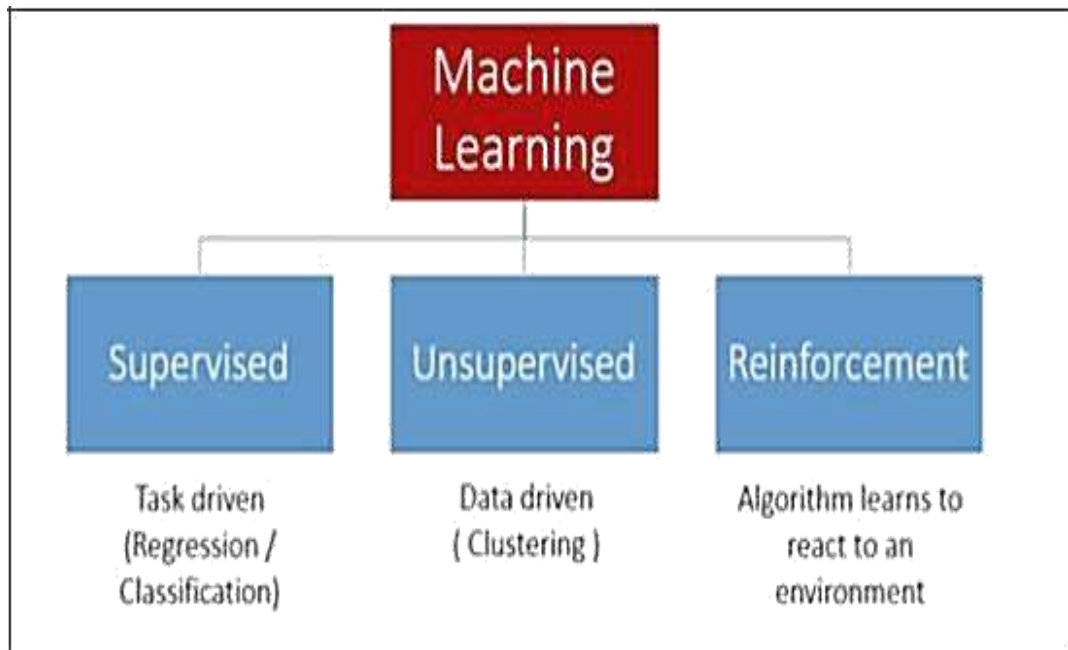 Machine
Learning
Supervised
Unsupervised
Reinforcement
Task driven
(Regression /
Classification)
Data driven
( Clustering )
Algorithm learns to
react to an
environment